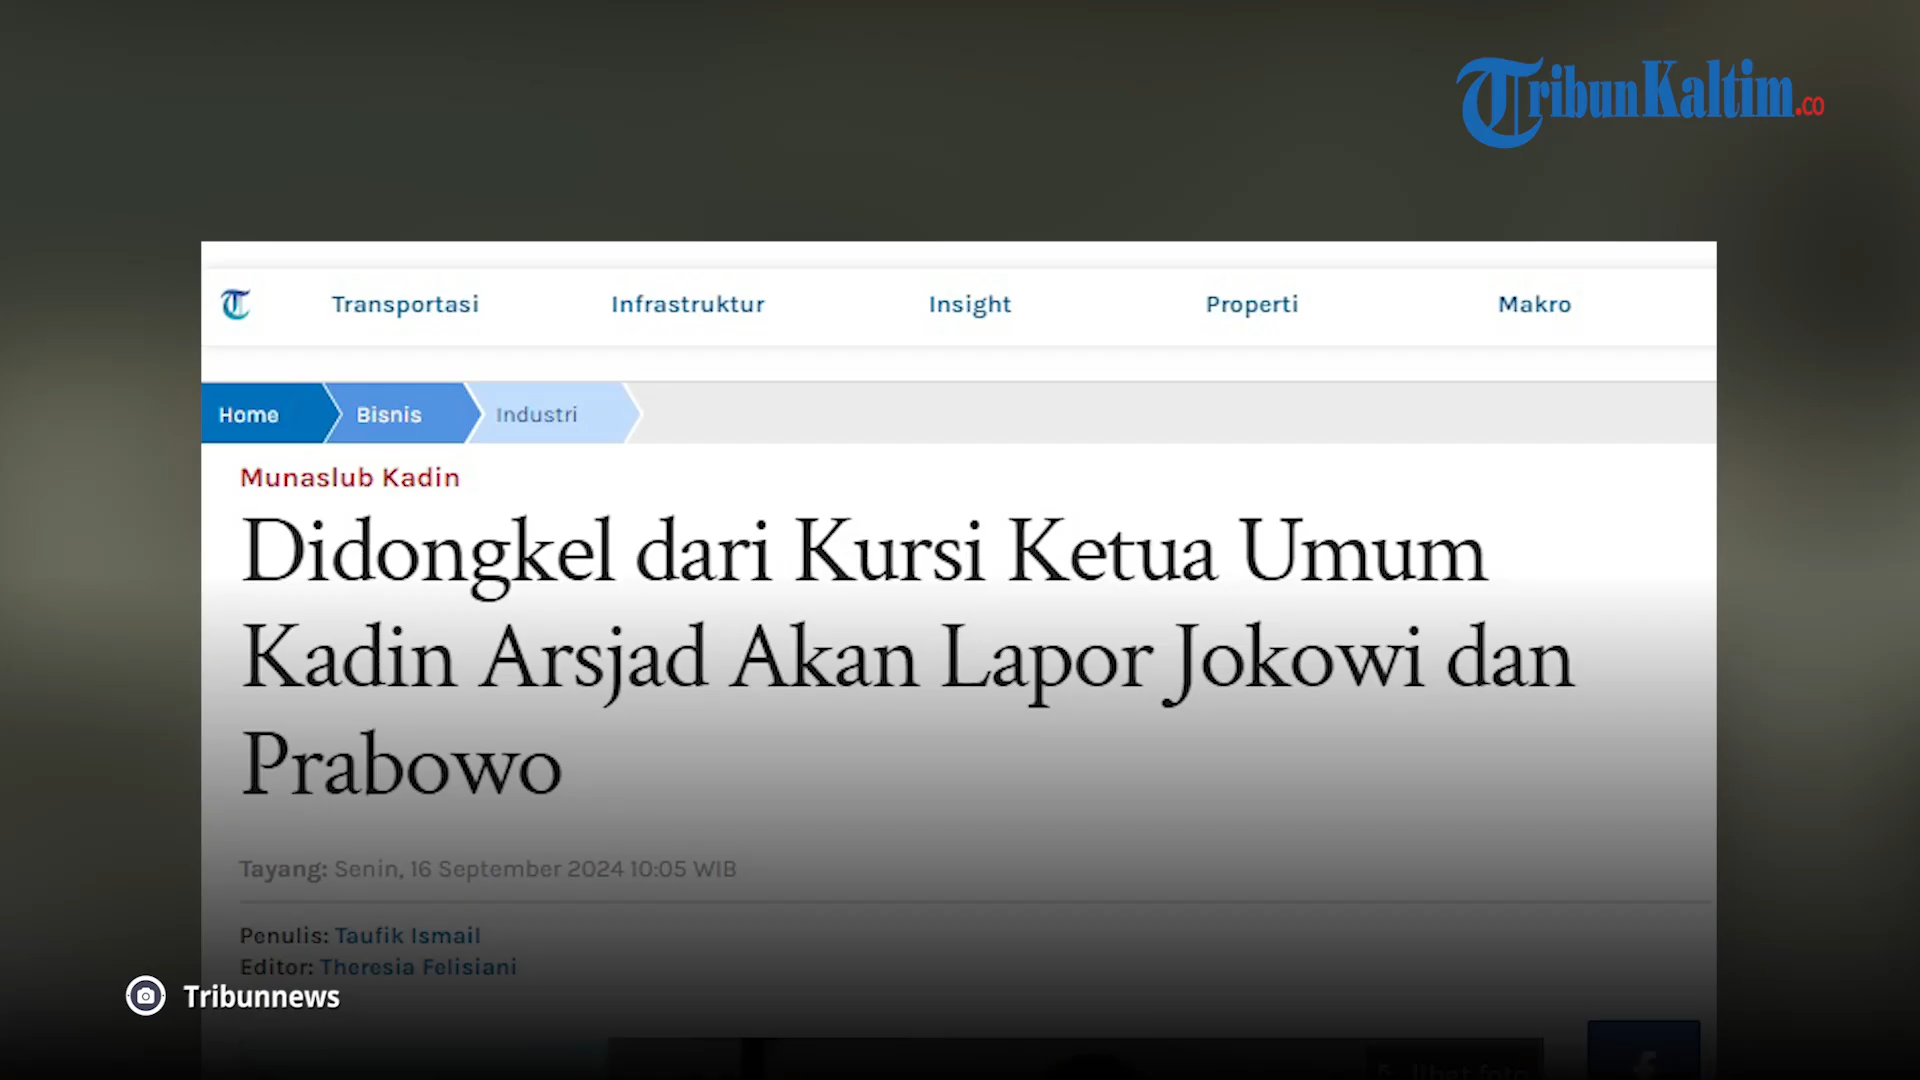 TribunKaltim.co
Transportasi Infrastruktur Insight Properti Makro
Home Bisnis Industri
Munaslub Kadin
Didongkel dari Kursi Ketua Umum
Kadin Arsjad Akan Lapor Jokowi dan
Prabowo
Tayang: Senin, 16 September 2024 10:05 WIB
Penulis: Taufik Ismail
Editor: Theresia Felisiani
Tribunnews